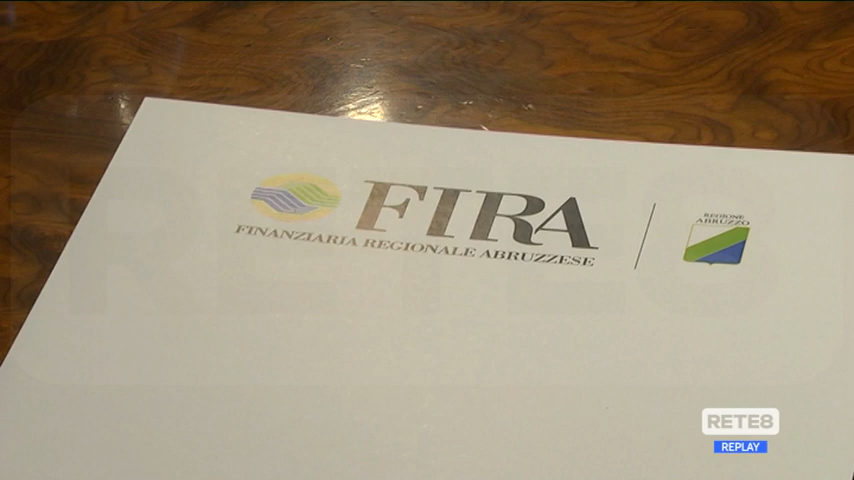 FIRA
FINANZIARIA REGIONALE ABRUZZESE
REGIONE
ABRUZZO
RETE8
REPLAY